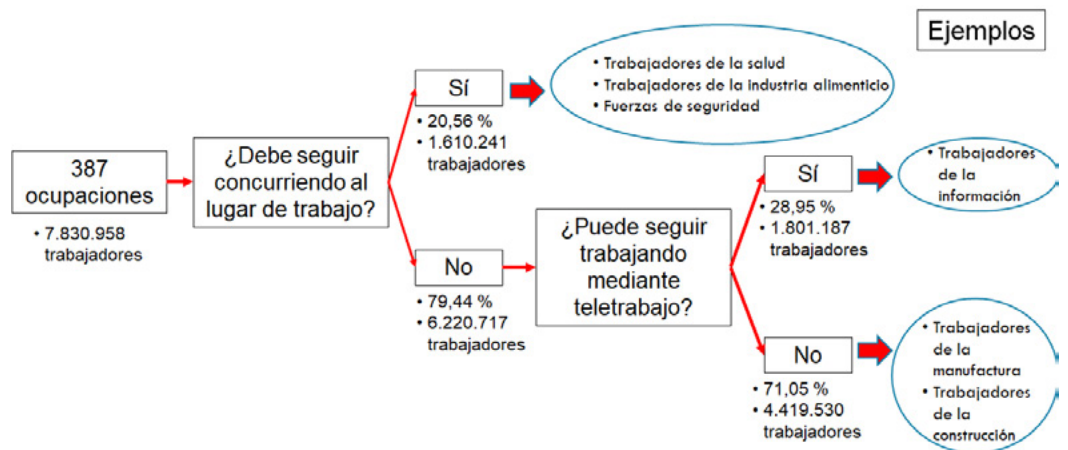 Ejemplos
387
ocupaciones
• 7.830.958
trabajadores
¿Debe seguir
concurriendo al
lugar de trabajo?
Sí
• 20,56 %
• 1.610.241
trabajadores
• Trabajadores de la salud
• Trabajadores de la industria alimenticio
• Fuerzas de seguridad
No
• 79,44 %
• 6.220.717
trabajadores
¿Puede seguir
trabajando
mediante
teletrabajo?
Sí
• 28,95 %
• 1.801.187
trabajadores
• Trabajadores
de la
información
No
• 71,05 %
• 4.419.530
trabajadores
• Trabajadores
de la
manufactura
• Trabajadores
de la
construcción